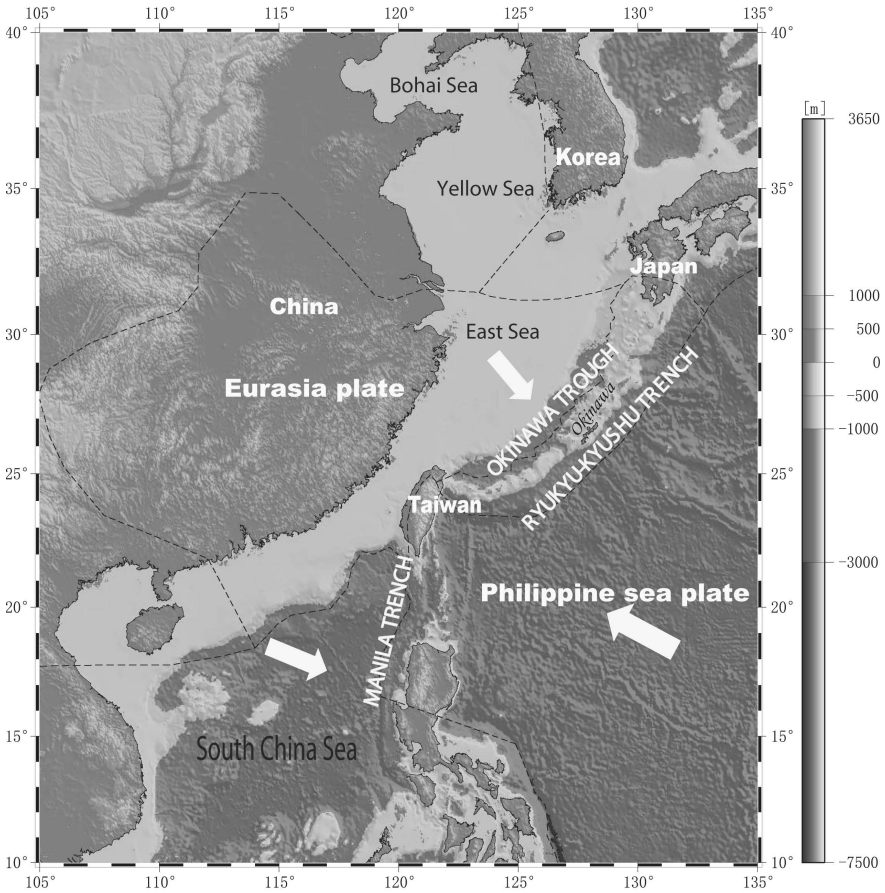 105 110 115 120 125 130 135
40° 40°
Bohai Sea
[m]
3650
Korea
35° Yellow Sea 35°
Japan
China
1000
30° East Sea 30°
500
0
Eurasia plate
-500
OKINAWA TROUGH
Okinawa
-1000
RYUKYU-KYUSHU TRENCH
25° 25°
Taiwan
-3000
Philippine sea plate
20° 20°
MANILA TRENCH
15° 15°
South China Sea
10° 10°
-7500
105 110 115 120 125 130 135